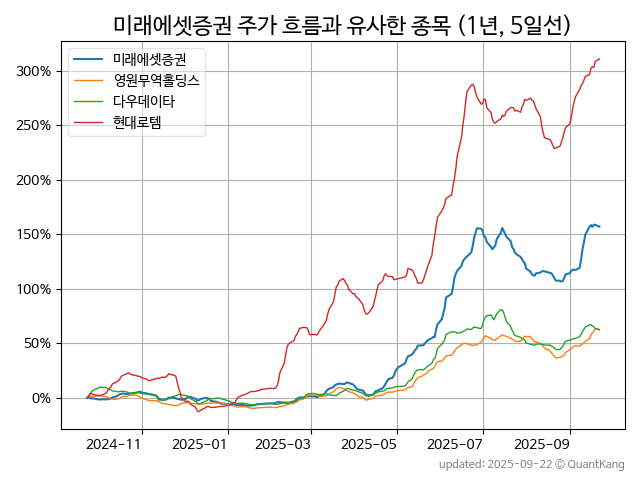 미래에셋증권 주가 흐름과 유사한 종목 (1년, 5일선)
미래에셋증권
영원무역홀딩스
다우데이타
현대로템
300%
250%
200%
150%
100%
50%
0%
2024-11 2025-01 2025-03 2025-05 2025-07 2025-09
updated: 2025-09-22 © QuantKang